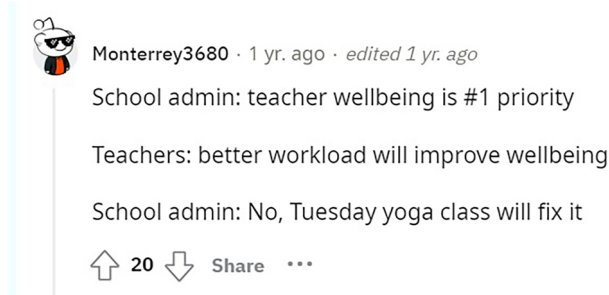 Monterrey3680 · 1 yr. ago · edited 1 yr. ago
School admin: teacher wellbeing is #1 priority
Teachers: better workload will improve wellbeing
School admin: No, Tuesday yoga class will fix it
20 Share ···